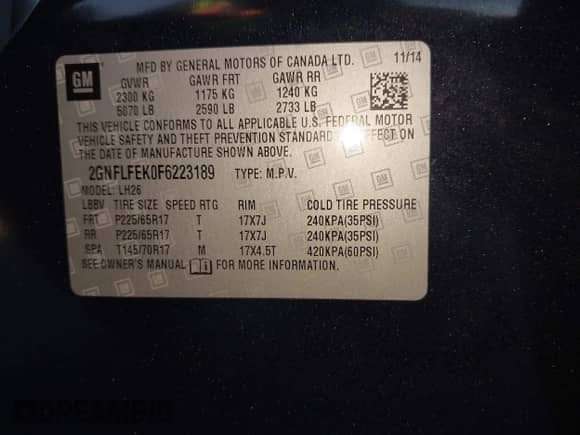 GM
MFD BY GENERAL MOTORS OF CANADA LTD. 11/14
GVWR GAWR FRT GAWR RR
2300 KG 1175 KG 1240 KG
5070 LB 2590 LB 2733 LB
THIS VEHICLE CONFORMS TO ALL APPLICABLE U.S. FEDERAL MOTOR
VEHICLE SAFETY AND THEFT PREVENTION STANDARDS IN EFFECT ON
THE DATE OF MANUFACTURE SHOWN ABOVE.
2GNFLFEK0F6223189 TYPE: M.P.V.
MODEL: LH26
LBBV TIRE SIZE SPEED RTG RIM COLD TIRE PRESSURE
FRT P225/65R17 T 17X7J 240KPA(35PSI)
RR P225/65R17 T 17X7J 240KPA(35PSI)
SPA T145/70R17 M 17X4.5T 420KPA(60PSI)
SEE OWNER'S MANUAL FOR MORE INFORMATION.